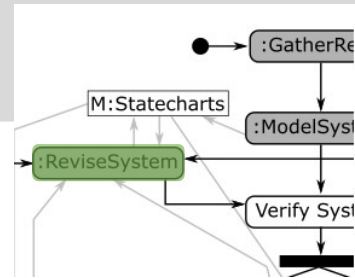 :GatherRe
M:Statecharts
:ModelSyst
:ReviseSystem
Verify Syst